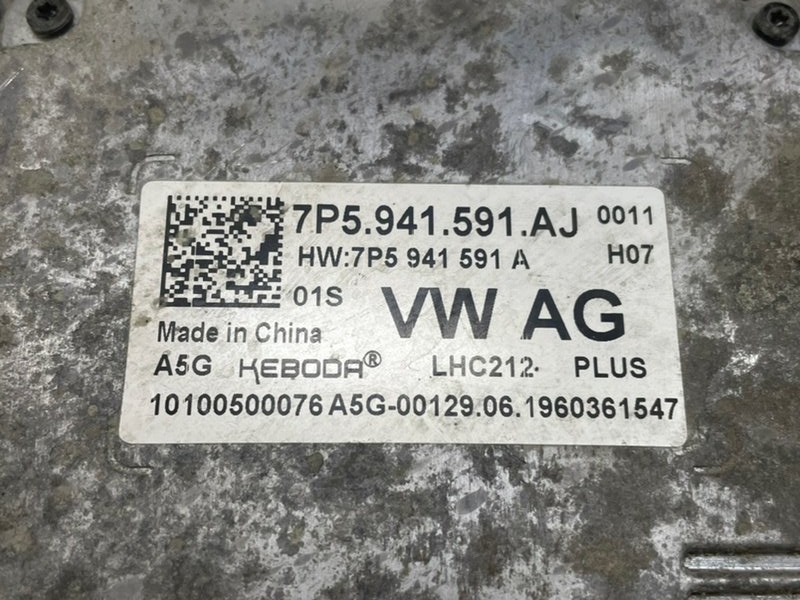 7P5.941.591.AJ 0011
HW:7P5 941 591 A H07
01S VW AG
Made in China
A5G KEBODA® LHC212· PLUS
10100500076 A5G-00129.06.1960361547